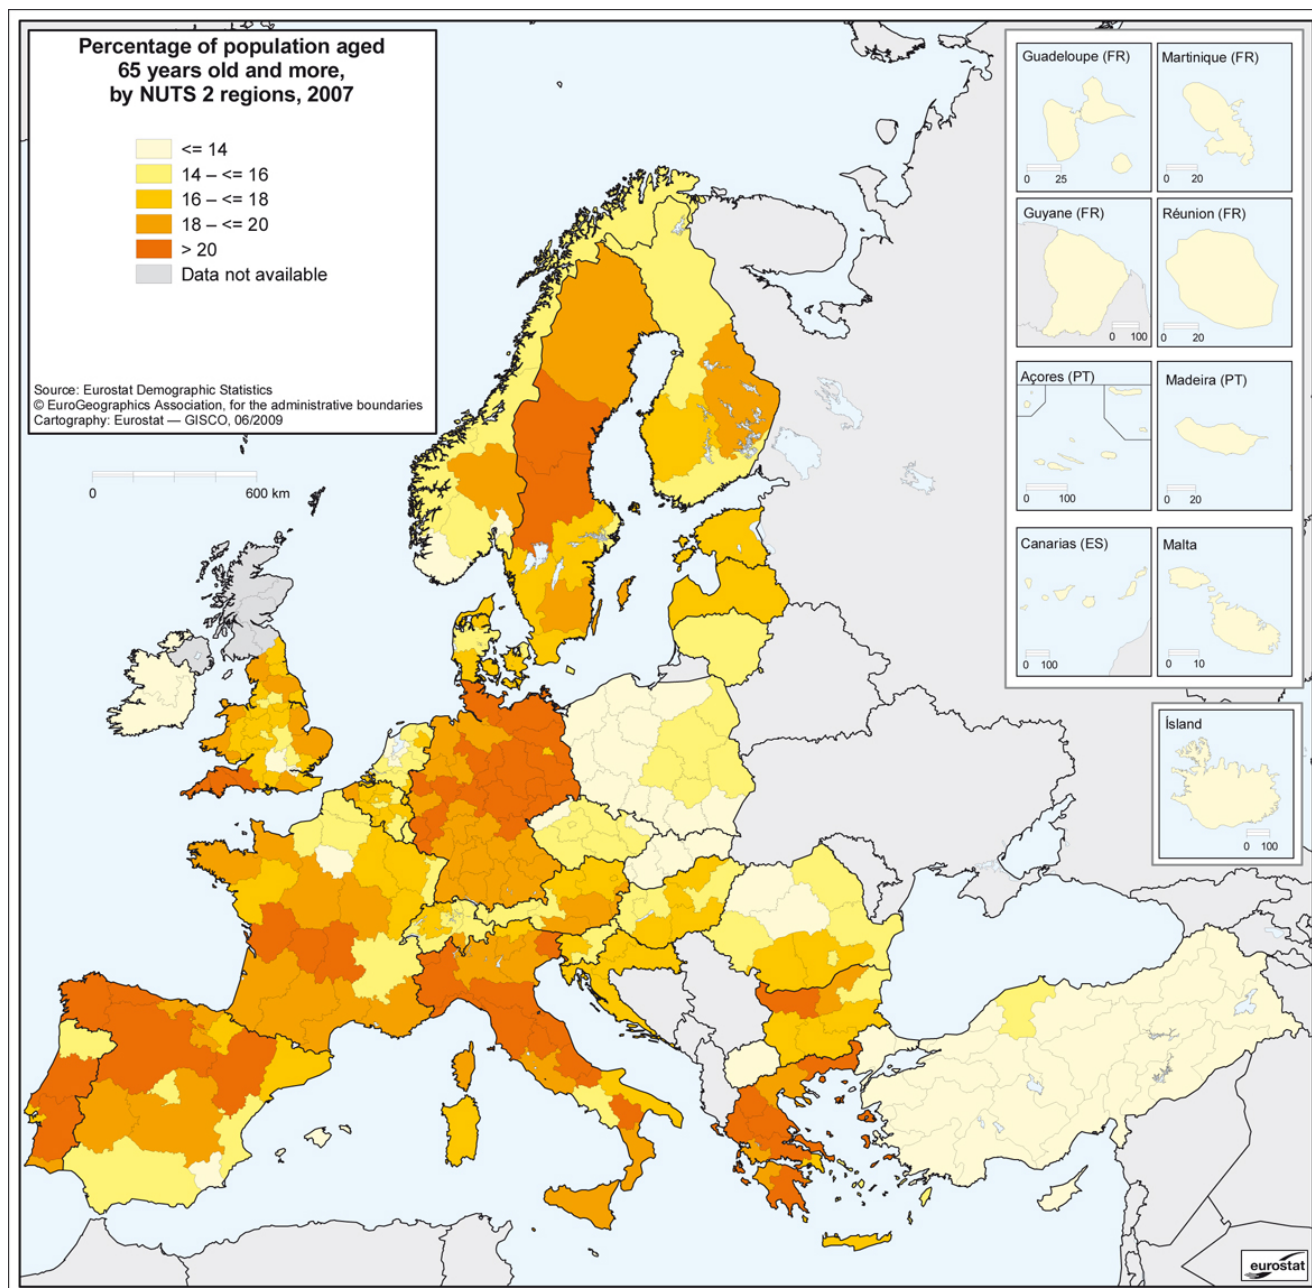 Percentage of population aged
65 years old and more,
by NUTS 2 regions, 2007
<= 14
14 – <= 16
16 – <= 18
18 – <= 20
> 20
Data not available
Source: Eurostat Demographic Statistics
© EuroGeographics Association, for the administrative boundaries
Cartography: Eurostat — GISCO, 06/2009
0 600 km
Guadeloupe (FR)
0 25
Martinique (FR)
0 20
Guyane (FR)
0 100
Réunion (FR)
0 20
Açores (PT)
0 100
Madeira (PT)
0 20
Canarias (ES)
0 100
Malta
0 10
Ísland
0 100
eurostat